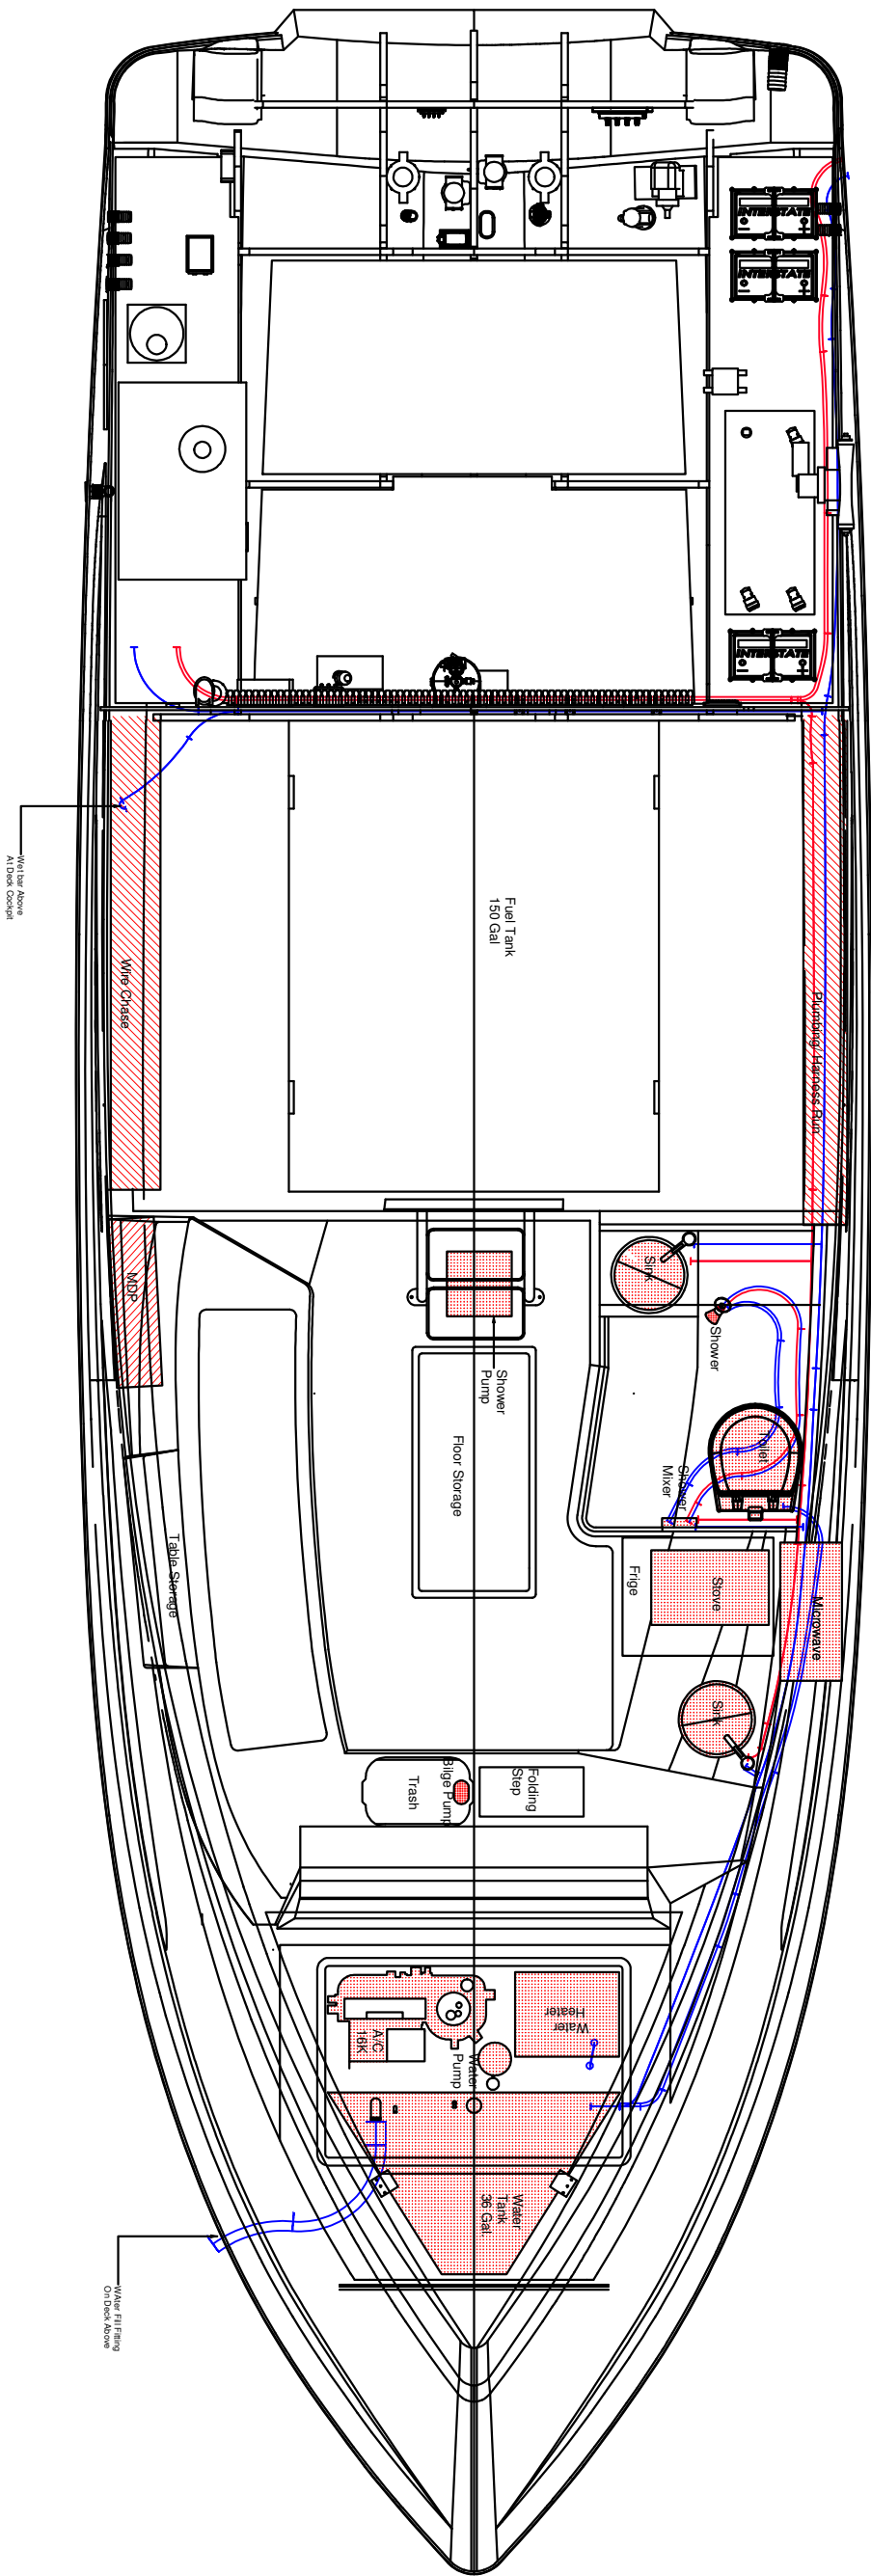 INTERSTATE
INTERSTATE
INTERSTATE
Wet bar Above
At Deck Cockpit
Wire Chase
Fuel Tank
150 Gal
Plumbing/Harness Run
MDP
Sink
Shower
Shower
Pump
Floor Storage
Toilet
Shower
Mixer
Table Storage
Frige
Stove
Microwave
Sink
Bilge Pump
Trash
Folding
Step
Water
Heater
A/C
16K
Water
Pump
Water
Tank
36 Gal.
WAter Fill Fitting
On Deck Above